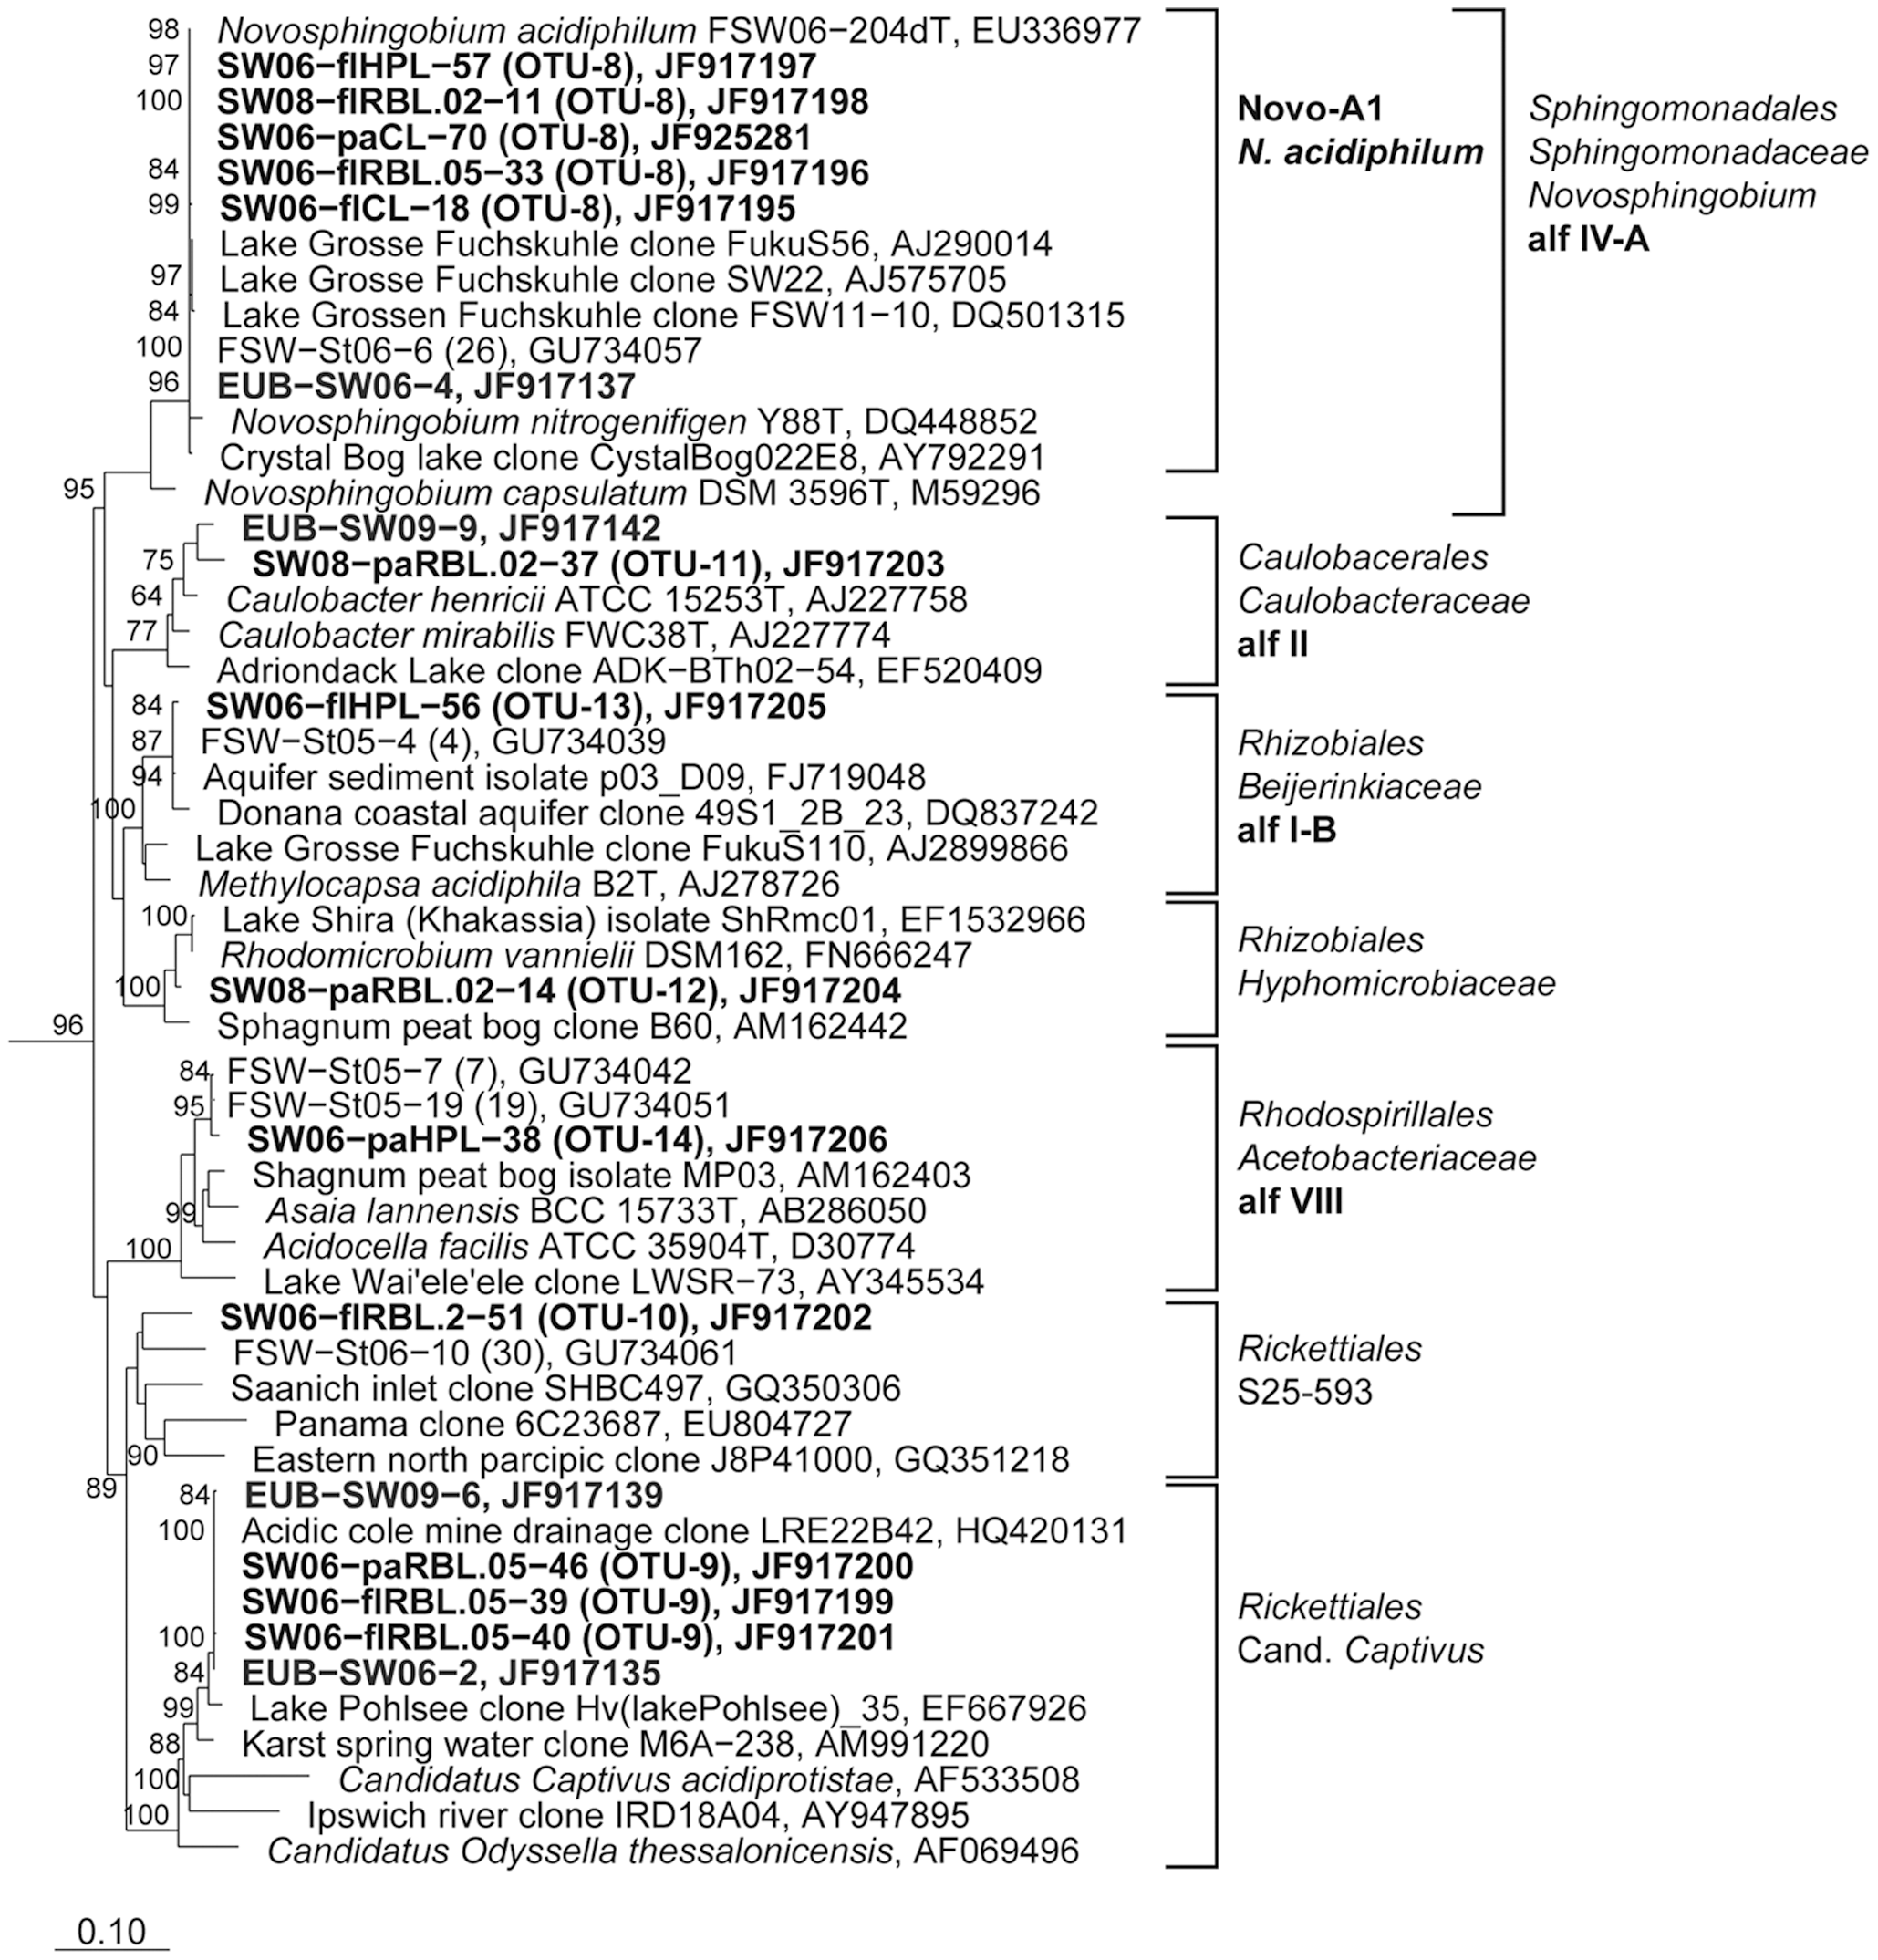 98
Novosphingobium acidiphilum FSW06−204dT, EU336977
97
SW06−flHPL−57 (OTU-8), JF917197
100
SW08−flRBL.02−11 (OTU-8), JF917198
SW06−paCL−70 (OTU-8), JF925281
84
SW06−flRBL.05−33 (OTU-8), JF917196
99
SW06−flCL−18 (OTU-8), JF917195
Lake Grosse Fuchskuhle clone FukuS56, AJ290014
97
Lake Grosse Fuchskuhle clone SW22, AJ575705
84
Lake Grossen Fuchskuhle clone FSW11−10, DQ501315
100
FSW−St06−6 (26), GU734057
96
EUB−SW06−4, JF917137
Novosphingobium nitrogenifigen Y88T, DQ448852
Crystal Bog lake clone CystalBog022E8, AY792291
95
Novosphingobium capsulatum DSM 3596T, M59296
Novo-A1
N. acidiphilum
Sphingomonadales
Sphingomonadaceae
Novosphingobium
alf IV-A
EUB−SW09−9, JF917142
75
SW08−paRBL.02−37 (OTU-11), JF917203
64
Caulobacter henricii ATCC 15253T, AJ227758
77
Caulobacter mirabilis FWC38T, AJ227774
Adriondack Lake clone ADK−BTh02−54, EF520409
Caulobacerales
Caulobacteraceae
alf II
84
SW06−flHPL−56 (OTU-13), JF917205
87
FSW−St05−4 (4), GU734039
94
Aquifer sediment isolate p03_D09, FJ719048
100
Donana coastal aquifer clone 49S1_2B_23, DQ837242
Lake Grosse Fuchskuhle clone FukuS110, AJ2899866
Methylocapsa acidiphila B2T, AJ278726
Rhizobiales
Beijerinkiaceae
alf I-B
100
Lake Shira (Khakassia) isolate ShRmc01, EF1532966
Rhodomicrobium vannielii DSM162, FN666247
100
SW08−paRBL.02−14 (OTU-12), JF917204
Sphagnum peat bog clone B60, AM162442
96
Rhizobiales
Hyphomicrobiaceae
84
FSW−St05−7 (7), GU734042
95
FSW−St05−19 (19), GU734051
SW06−paHPL−38 (OTU-14), JF917206
Shagnum peat bog isolate MP03, AM162403
99
Asaia lannensis BCC 15733T, AB286050
100
Acidocella facilis ATCC 35904T, D30774
Lake Wai'ele'ele clone LWSR−73, AY345534
Rhodospirillales
Acetobacteriaceae
alf VIII
SW06−flRBL.2−51 (OTU-10), JF917202
FSW−St06−10 (30), GU734061
Saanich inlet clone SHBC497, GQ350306
Panama clone 6C23687, EU804727
90
Eastern north parcipic clone J8P41000, GQ351218
89
Rickettiales
S25-593
84
EUB−SW09−6, JF917139
100
Acidic cole mine drainage clone LRE22B42, HQ420131
SW06−paRBL.05−46 (OTU-9), JF917200
SW06−flRBL.05−39 (OTU-9), JF917199
100
SW06−flRBL.05−40 (OTU-9), JF917201
84
EUB−SW06−2, JF917135
99
Lake Pohlsee clone Hv(lakePohlsee)_35, EF667926
88
Karst spring water clone M6A−238, AM991220
100
Candidatus Captivus acidiprotistae, AF533508
100
Ipswich river clone IRD18A04, AY947895
Candidatus Odyssella thessalonicensis, AF069496
Rickettiales
Cand. Captivus
0.10